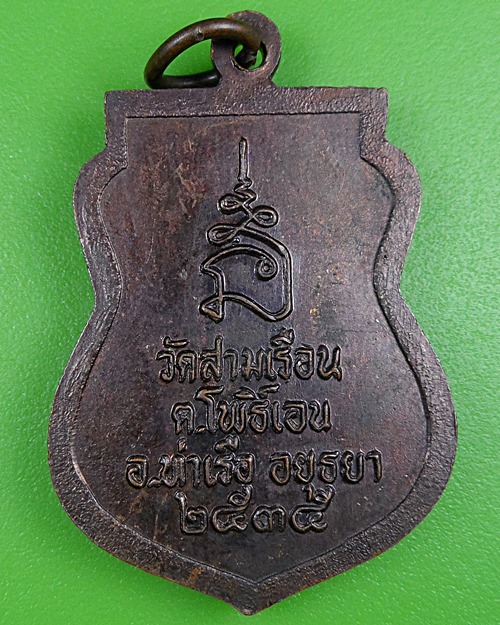 วัดสามเรือน
ต.โพธิ์เอน
อ.ท่าเรือ อยุธยา
๒๕๓๕